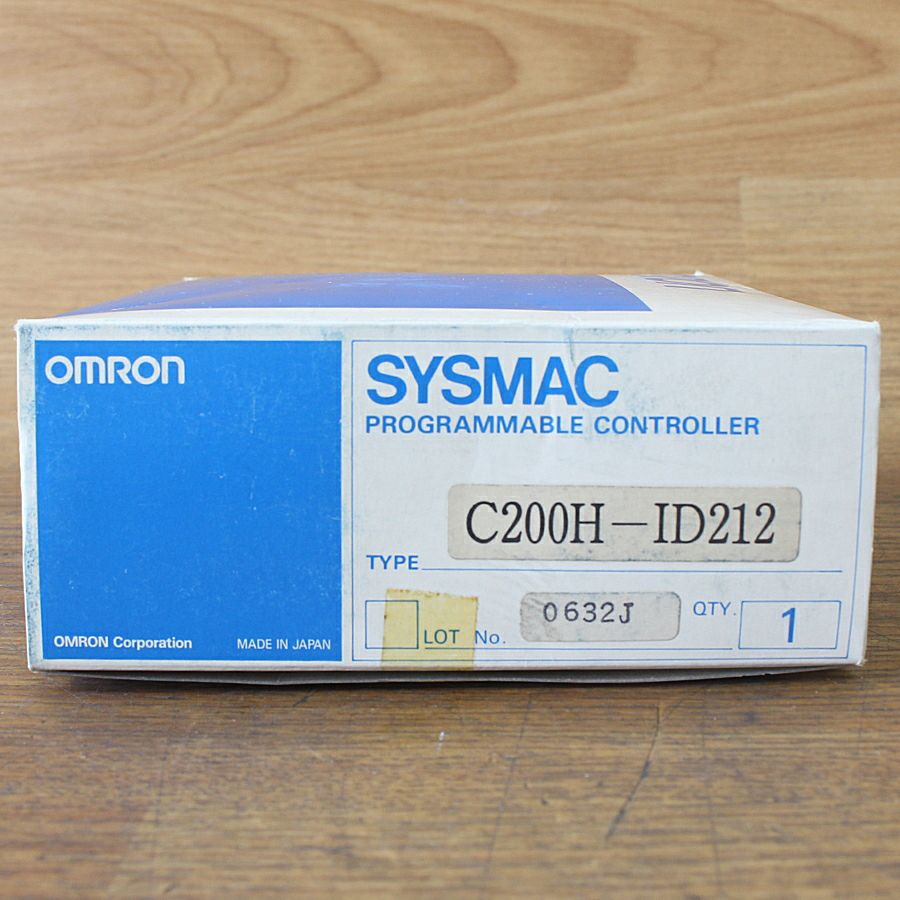 OMRON
SYSMAC
PROGRAMMABLE CONTROLLER
C200H-ID212
TYPE
LOT No. 0632J
QTY. 1
OMRON Corporation
MADE IN JAPAN